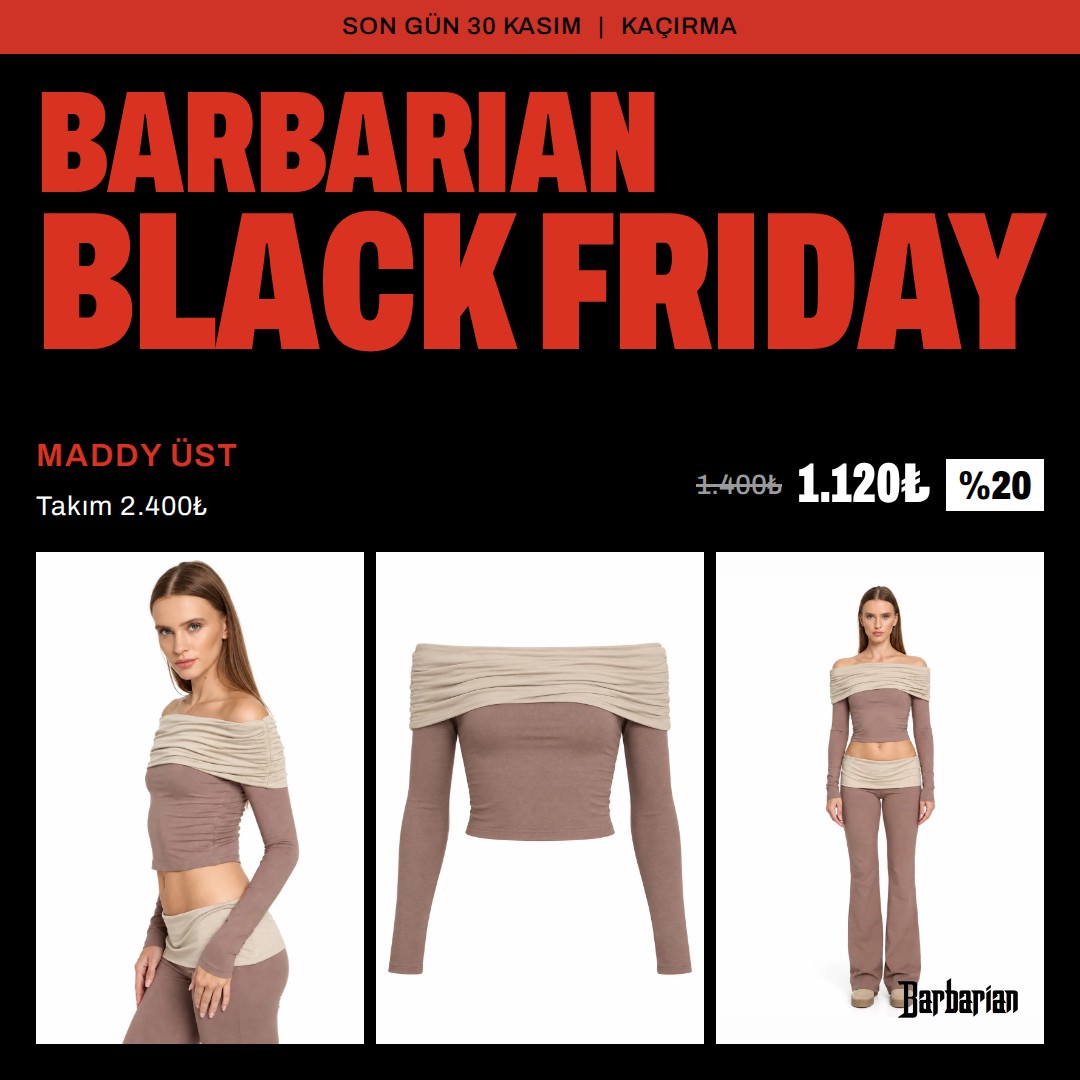 SON GÜN 30 KASIM | KAÇIRMA
BARBARIAN
BLACK FRIDAY
MADDY ÜST
Takım 2.400₺
1.400₺ 1.120₺ %20
Barbarian